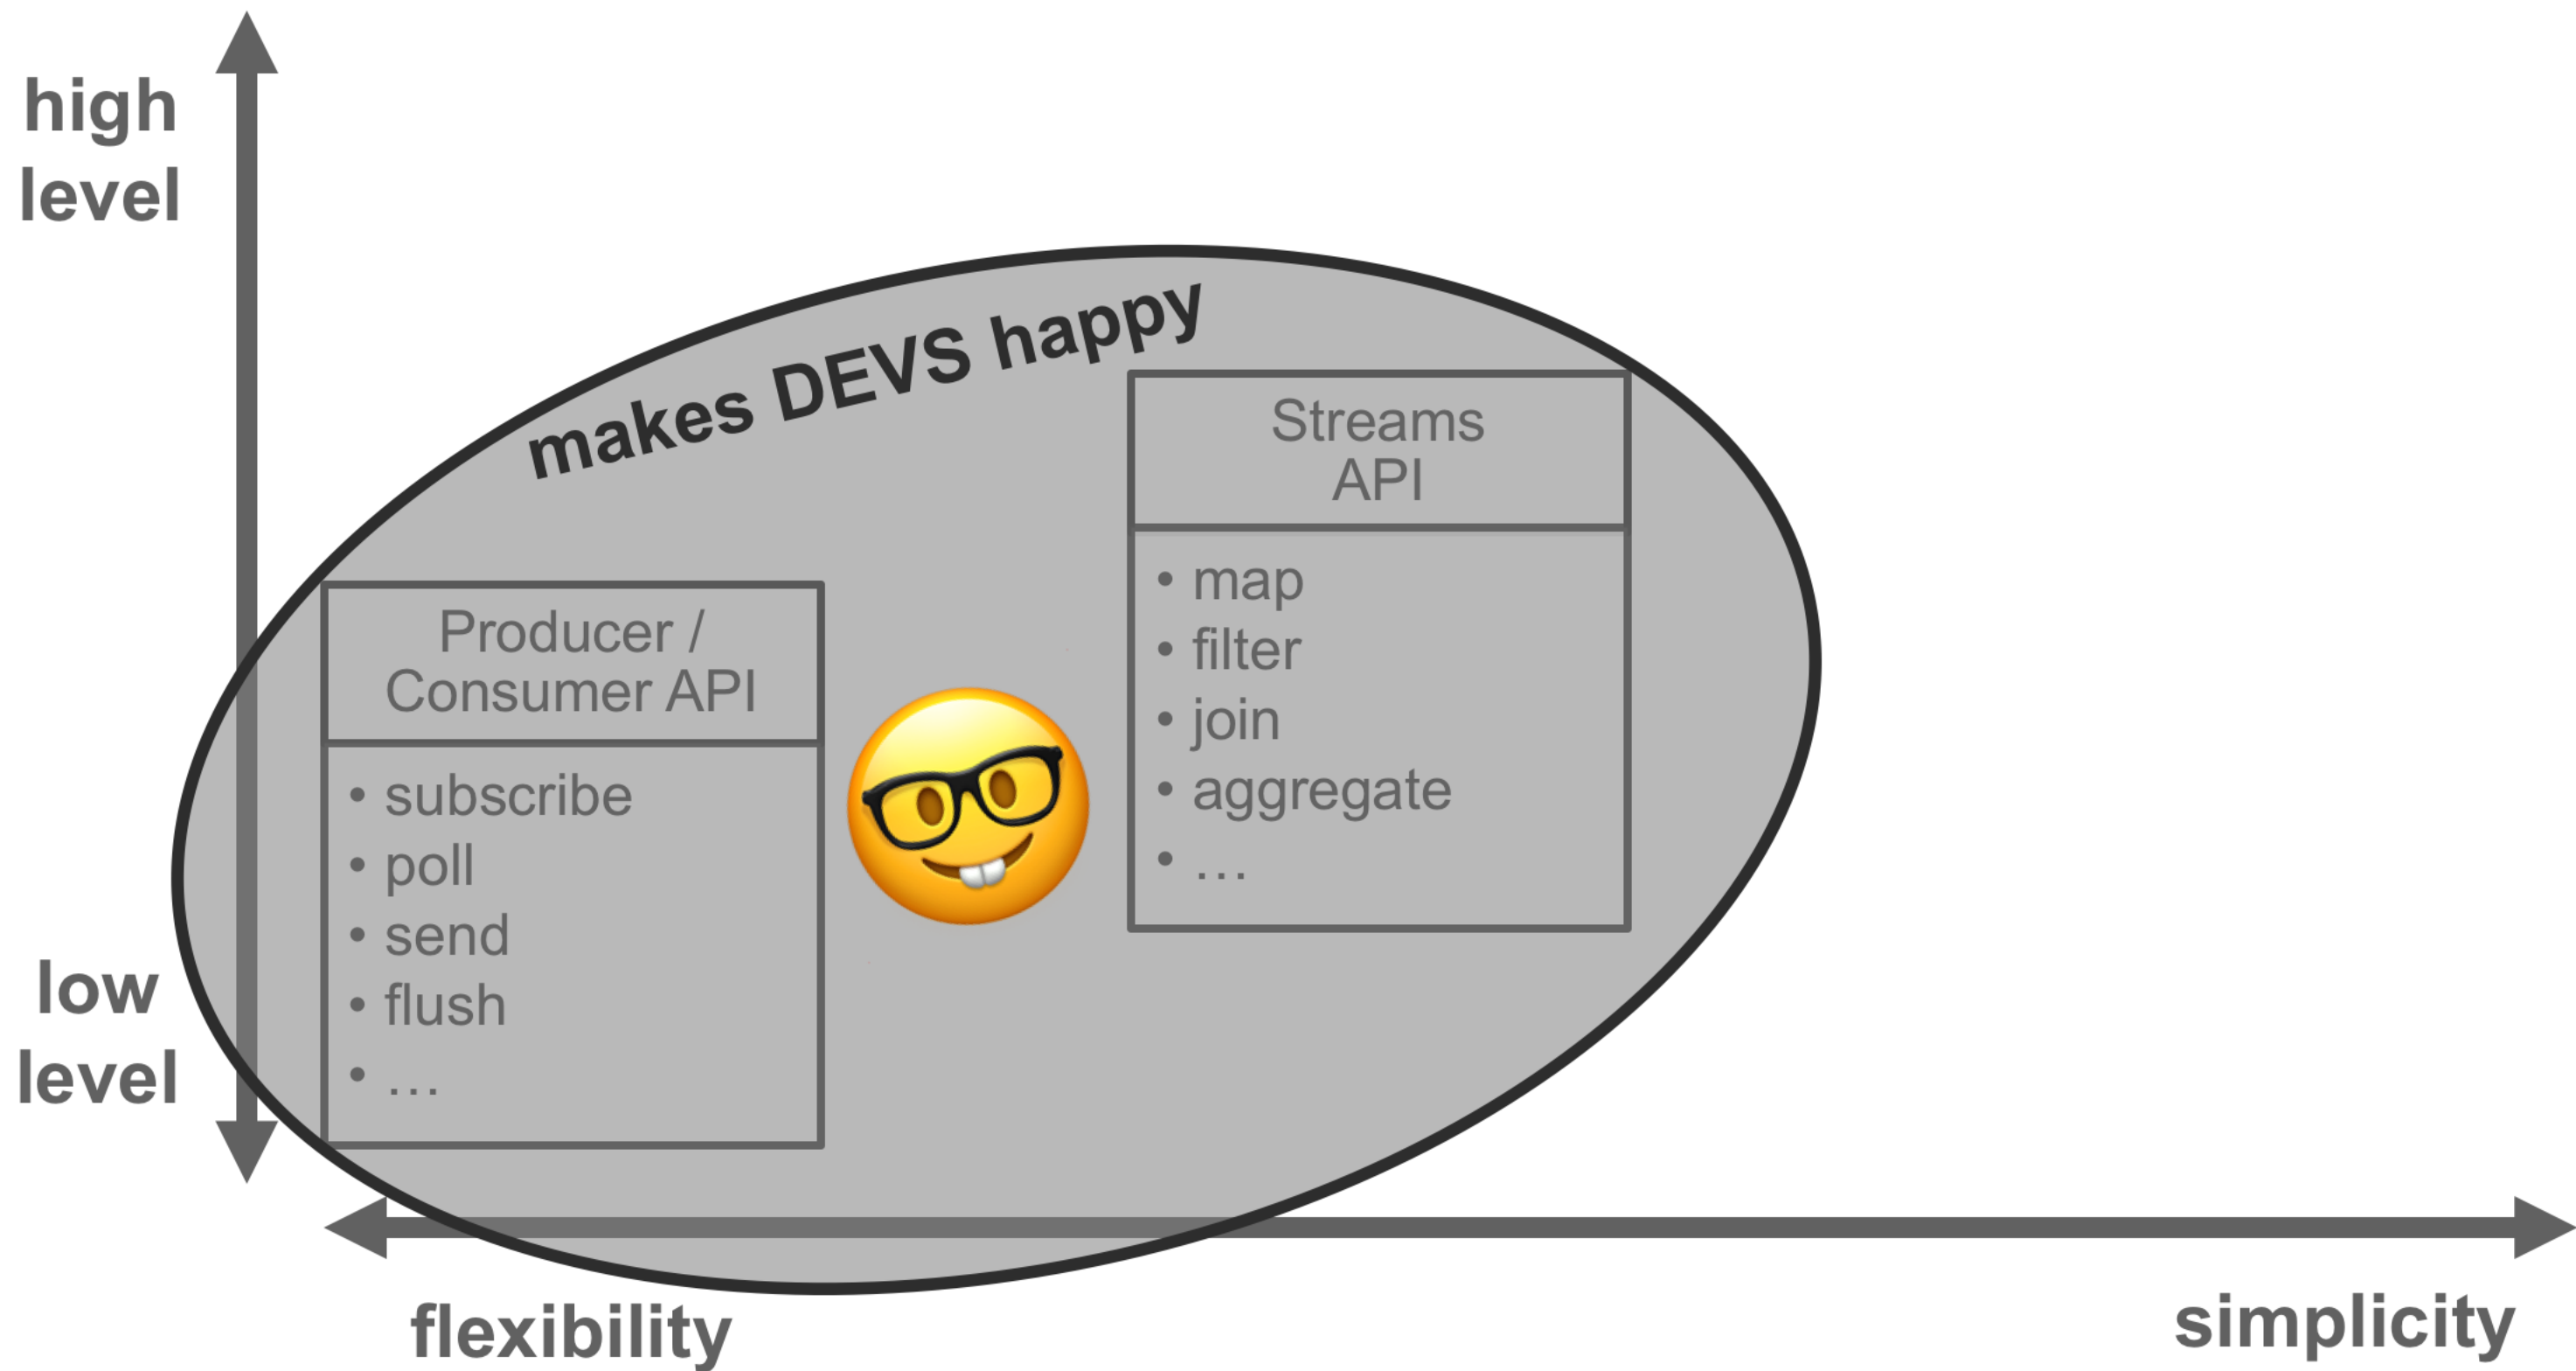 high
level
makes DEVS happy
Streams
API
• map
• filter
• join
• aggregate
• …
Producer /
Consumer API
• subscribe
• poll
• send
• flush
• …
low
level
flexibility
simplicity